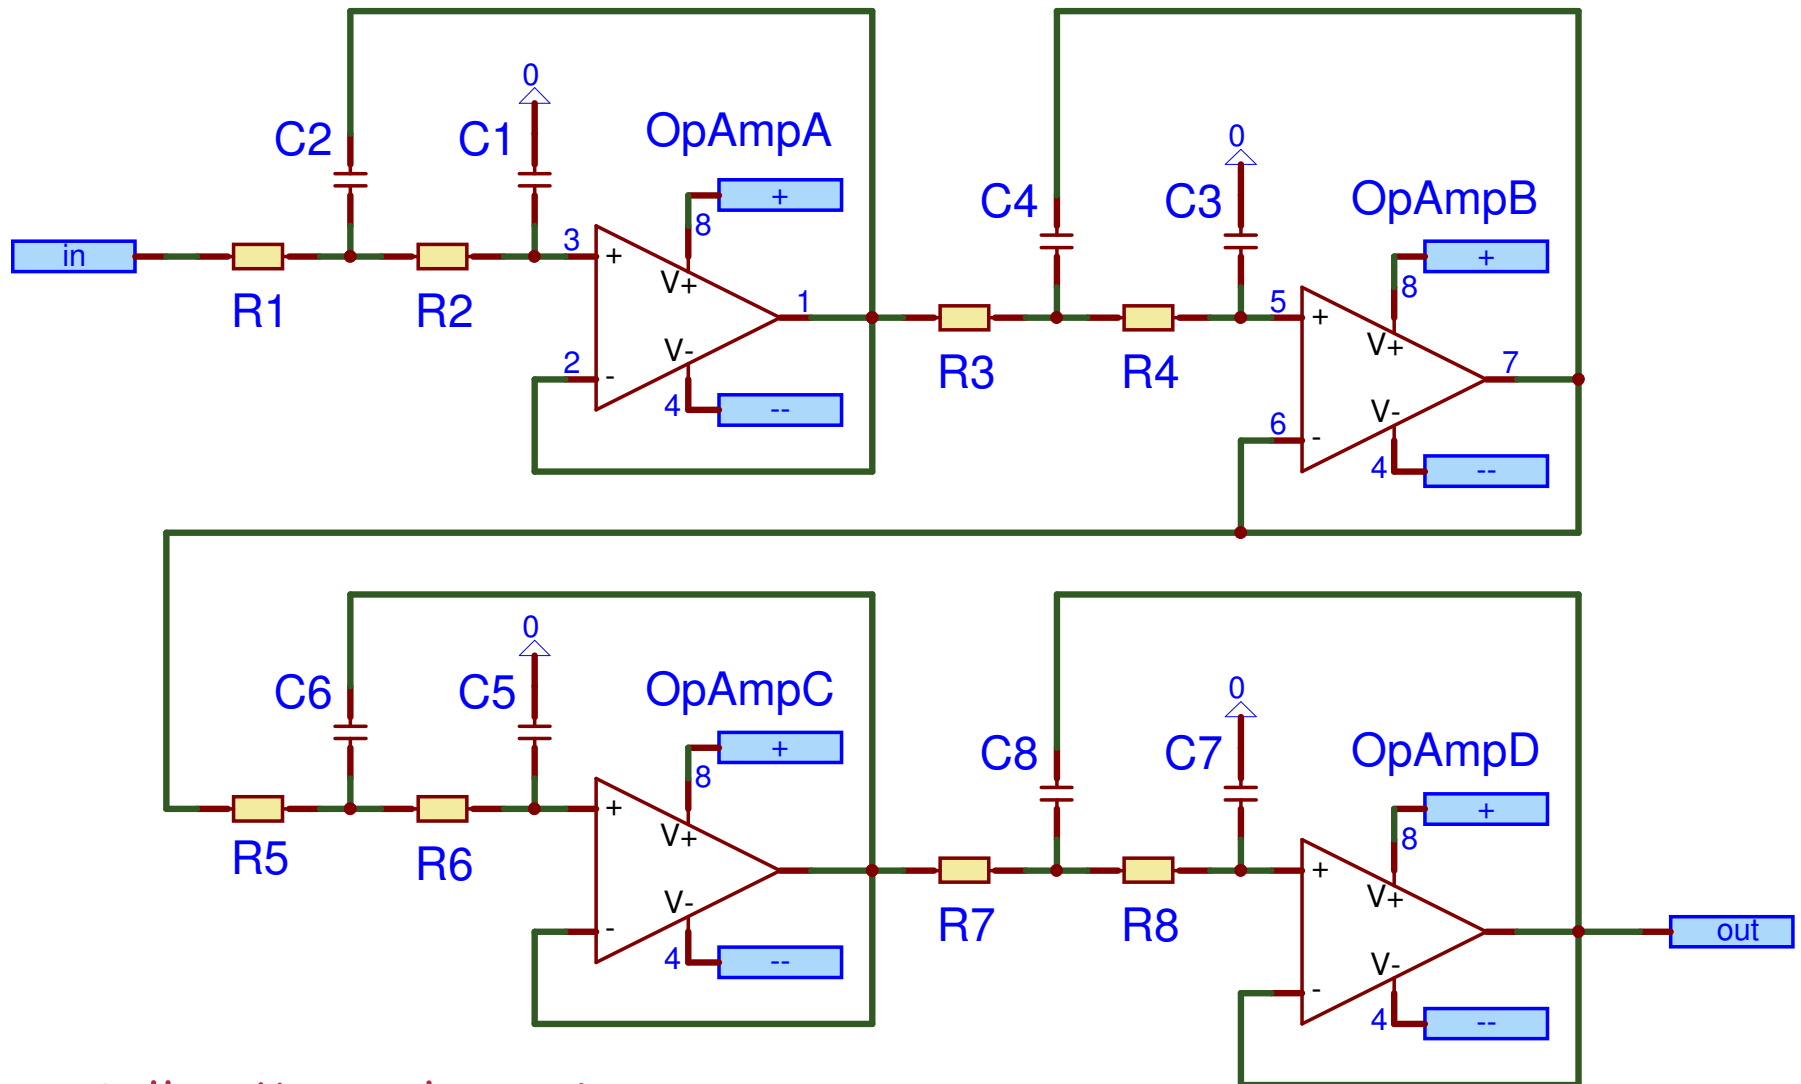 0
C2
C1
OpAmpA
+
8
in
3
+
V+
R1
R2
1
2
-
V-
4
--
0
C4
C3
OpAmpB
+
8
5
+
V+
R3
R4
7
6
-
V-
4
--
0
C6
C5
OpAmpC
+
8
+
V+
R5
R6
-
V-
4
--
0
C8
C7
OpAmpD
+
8
+
V+
R7
R8
out
-
V-
4
--